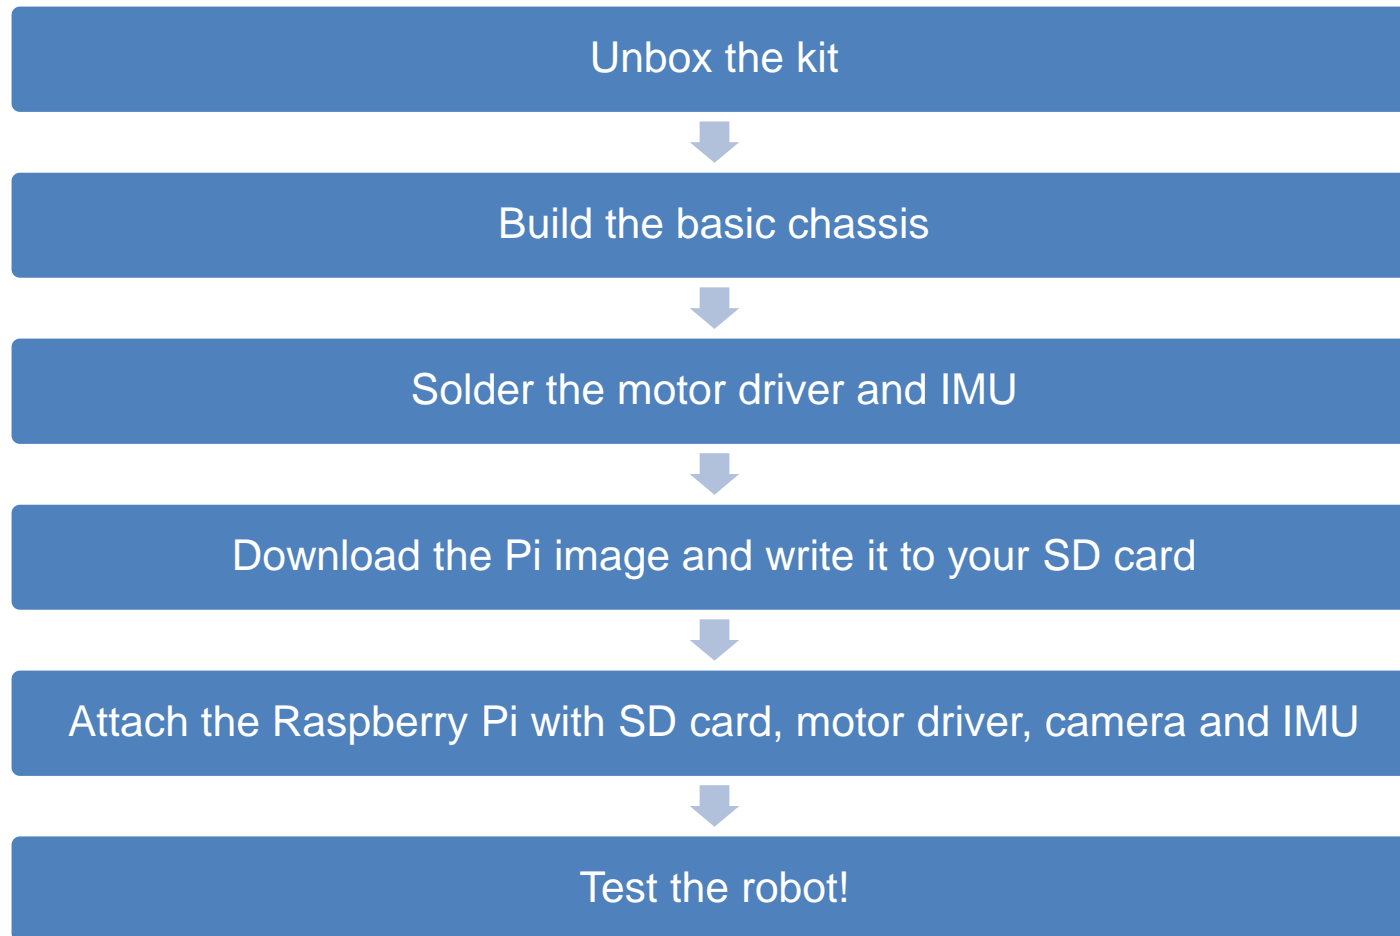 Unbox the kit
Build the basic chassis
Solder the motor driver and IMU
Download the Pi image and write it to your SD card
Attach the Raspberry Pi with SD card, motor driver, camera and IMU
Test the robot!